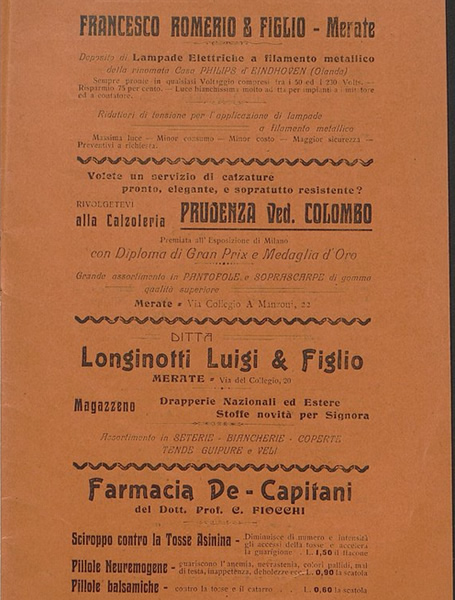 FRANCESCO ROMERIO & FIGLIO - Merate
Deposito di Lampade Elettriche a filamento metallico
della rinomata Casa PHILIPS d'EINDHOVEN (Olanda)
Sempre pronte in qualsiasi Voltaggio compresi fra i 50 ed i 230 Volts. —
Risparmio 75 per cento. — Luce bianchissima molto adatta per impianti a
ed a contatore.
Riduttori di tensione per l'applicazione di lampade
a filamento metallico
Massima luce — Minor consumo — Minor costo — Maggior sicurezza —
Preventivi a richiesta.
Volete un servizio di calzature
pronto, elegante, e sopratutto resistente?
RIVOLGETEVI
alla Calzoleria PRUDENZA Ved. COLOMBO
Premiata all'Esposizione di Milano
con Diploma di Gran Prix e Medaglia d'Oro
Grande assortimento in PANTOFOLE e SOPRASCARPE di gomma
qualità superiore
Merate - Via Collegio A. Manzoni, 22
DITTA
Longinotti Luigi & Figlio
MERATE - Via del Collegio, 20
Magazzeno Drapperie Nazionali ed Estere
Stoffe novità per Signora
Assortimento in SETERIE - BIANCHERIE - COPERTE
TENDE GUIPURE e VELI
Farmacia De - Capitani
del Dott. Prof. C. FIOCCHI
Sciroppo contro la Tosse Asinina - Diminuisce di numero e intensità
gli accessi della tosse e accelera
la guarigione . L. 1,50 il flacone
Pillole Neuremogene - guariscono l'anemia, nevrastenia, colori pallidi, mal
di testa, inappetenza, debolezze ecc. L. 0,90 la scatola
Pillole balsamiche - contro la tosse e il catarro . . L. 0,60 la scatola